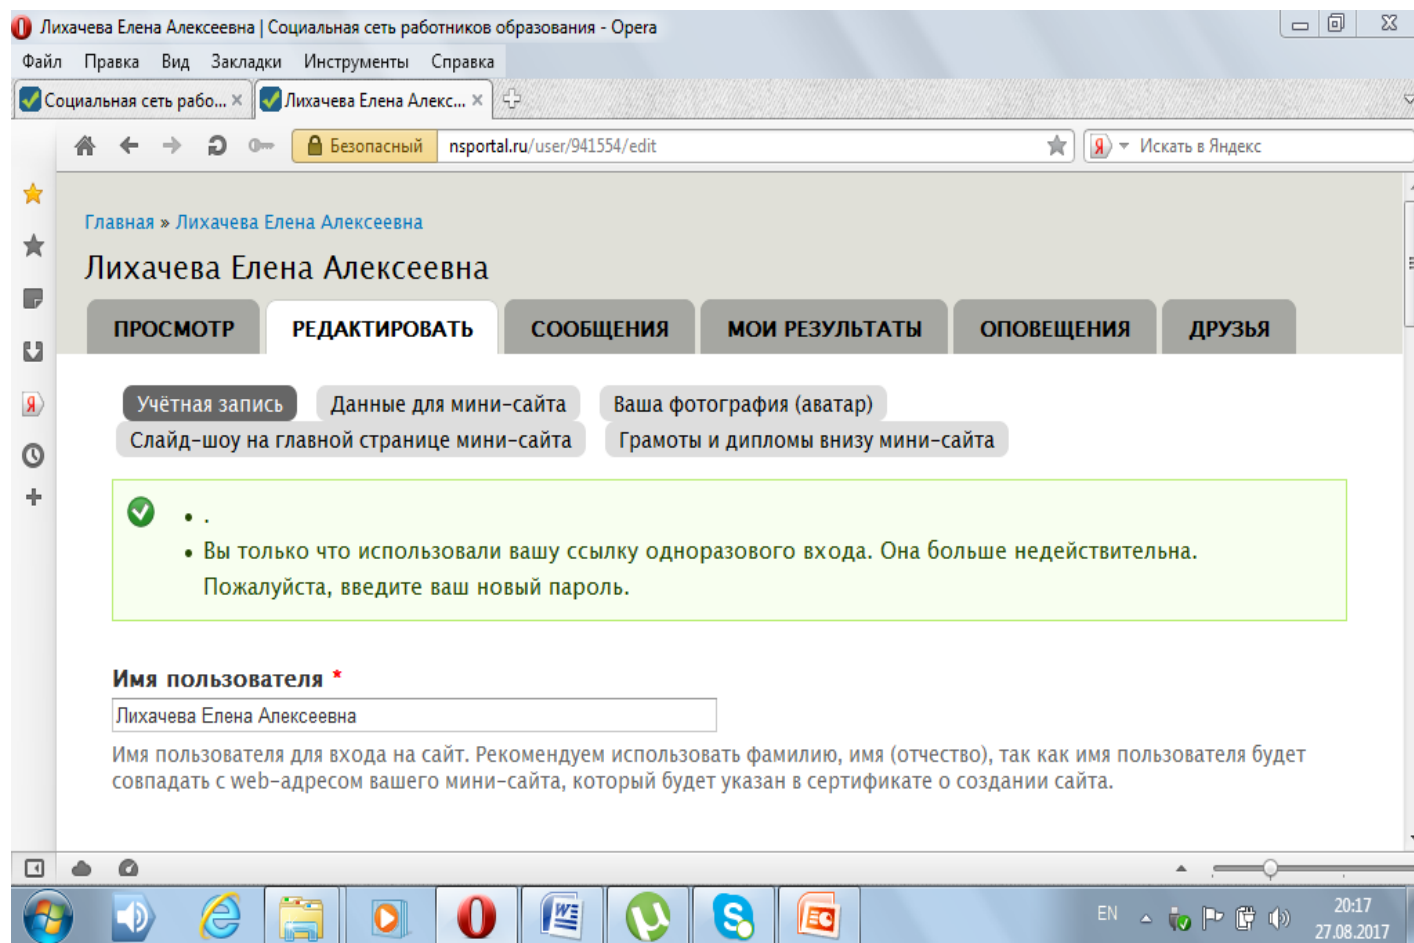 Лихачева Елена Алексеевна | Социальная сеть работников образования - Opera
Файл Правка Вид Закладки Инструменты Справка
Социальная сеть рабо... Лихачева Елена Алекс...
Безопасный nsportal.ru/user/941554/edit Я Искать в Яндекс
Главная » Лихачева Елена Алексеевна
Лихачева Елена Алексеевна
ПРОСМОТР РЕДАКТИРОВАТЬ СООБЩЕНИЯ МОИ РЕЗУЛЬТАТЫ ОПОВЕЩЕНИЯ ДРУЗЬЯ
Учётная запись Данные для мини-сайта Ваша фотография (аватар)
Слайд-шоу на главной странице мини-сайта Грамоты и дипломы внизу мини-сайта
• .
• Вы только что использовали вашу ссылку одноразового входа. Она больше недействительна.
Пожалуйста, введите ваш новый пароль.
Имя пользователя *
Лихачева Елена Алексеевна
Имя пользователя для входа на сайт. Рекомендуем использовать фамилию, имя (отчество), так как имя пользователя будет
совпадать с web-адресом вашего мини-сайта, который будет указан в сертификате о создании сайта.
EN 20:17
27.08.2017